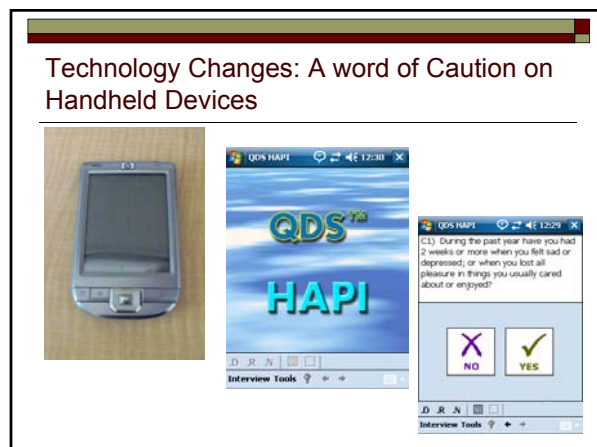 Technology Changes: A word of Caution on
Handheld Devices
hp
QDS HAPI 12:30
QDS™
HAPI
.D .R .N
Interview Tools
QDS HAPI 12:29
C1) During the past year have you had
2 weeks or more when you felt sad or
depressed; or when you lost all
pleasure in things you usually cared
about or enjoyed?
NO YES
.D .R .N
Interview Tools